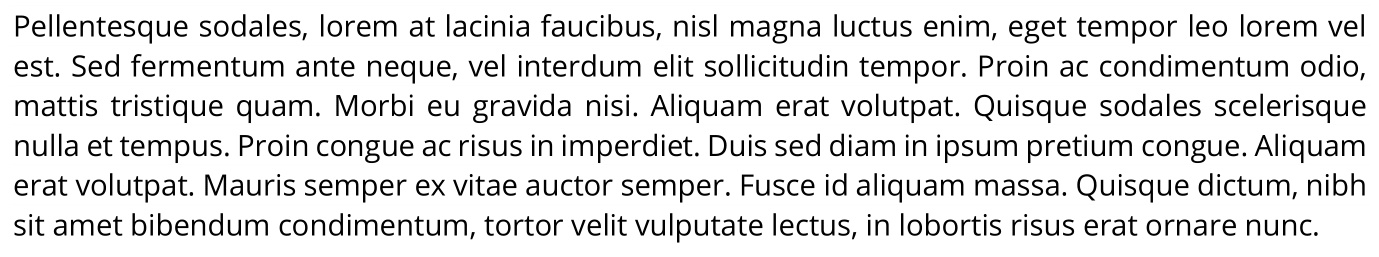 Pellentesque sodales, lorem at lacinia faucibus, nisl magna luctus enim, eget tempor leo lorem vel
est. Sed fermentum ante neque, vel interdum elit sollicitudin tempor. Proin ac condimentum odio,
mattis tristique quam. Morbi eu gravida nisi. Aliquam erat volutpat. Quisque sodales scelerisque
nulla et tempus. Proin congue ac risus in imperdiet. Duis sed diam in ipsum pretium congue. Aliquam
erat volutpat. Mauris semper ex vitae auctor semper. Fusce id aliquam massa. Quisque dictum, nibh
sit amet bibendum condimentum, tortor velit vulputate lectus, in lobortis risus erat ornare nunc.